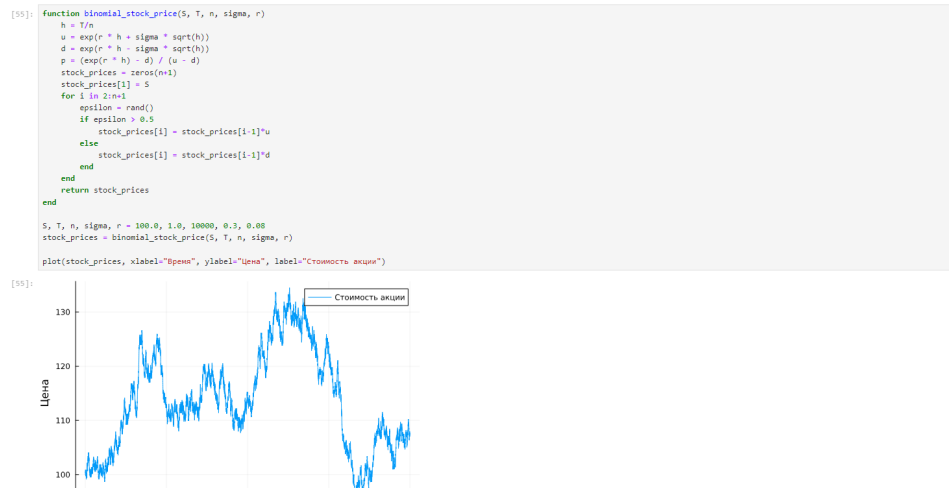 [55]:
function binomial_stock_price(S, T, n, sigma, r)
    h = T/n
    u = exp(r * h + sigma * sqrt(h))
    d = exp(r * h - sigma * sqrt(h))
    p = (exp(r * h) - d) / (u - d)
    stock_prices = zeros(n+1)
    stock_prices[1] = S
    for i in 2:n+1
        epsilon = rand()
        if epsilon > 0.5
            stock_prices[i] = stock_prices[i-1]*u
        else
            stock_prices[i] = stock_prices[i-1]*d
        end
    end
    return stock_prices
end
S, T, n, sigma, r = 100.0, 1.0, 10000, 0.3, 0.08
stock_prices = binomial_stock_price(S, T, n, sigma, r)
plot(stock_prices, xlabel="Время", ylabel="Цена", label="Стоимость акции")
[55]:
Стоимость акции
130
120
Цена
110
100